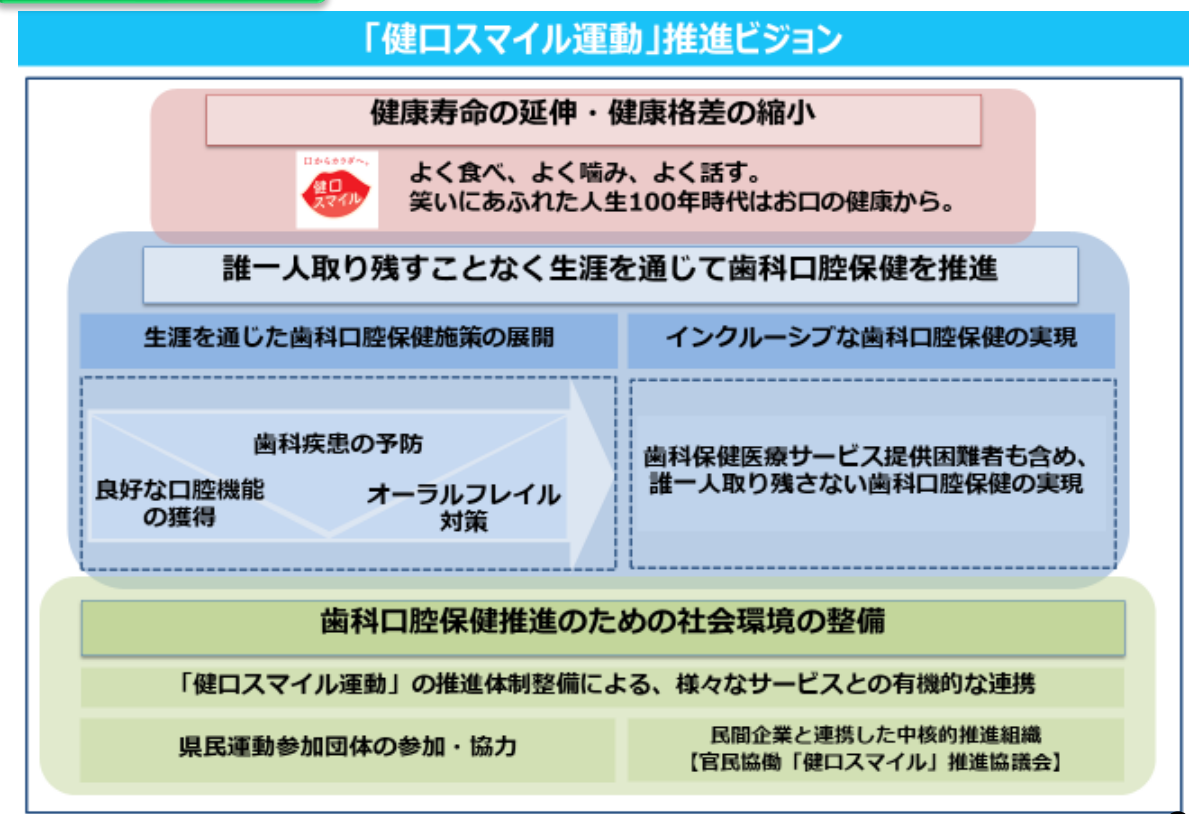 「健口スマイル運動」推進ビジョン
健康寿命の延伸・健康格差の縮小
口からカラダへ。
健口
スマイル
よく食べ、よく噛み、よく話す。
笑いにあふれた人生100年時代はお口の健康から。
誰一人取り残すことなく生涯を通じて歯科口腔保健を推進
生涯を通じた歯科口腔保健施策の展開
インクルーシブな歯科口腔保健の実現
歯科疾患の予防
良好な口腔機能
の獲得
オーラルフレイル
対策
歯科保健医療サービス提供困難者も含め、
誰一人取り残さない歯科口腔保健の実現
歯科口腔保健推進のための社会環境の整備
「健口スマイル運動」の推進体制整備による、様々なサービスとの有機的な連携
県民運動参加団体の参加・協力
民間企業と連携した中核的推進組織
【官民協働「健口スマイル」推進協議会】